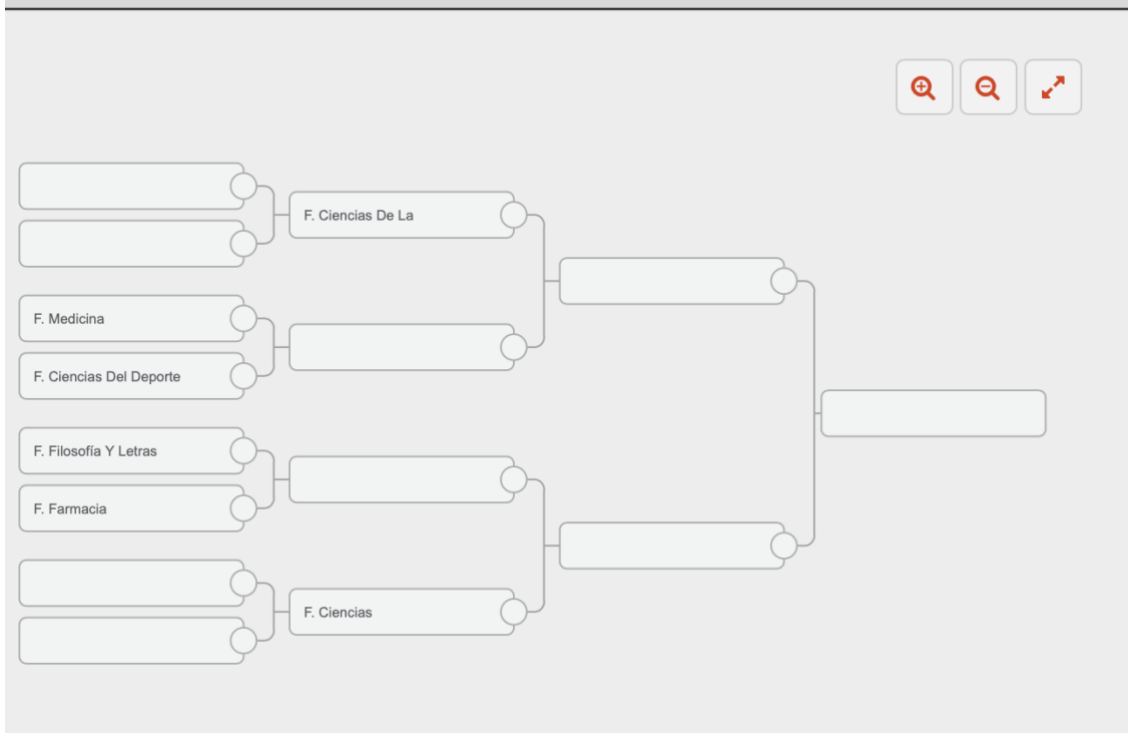 F. Ciencias De La
F. Medicina
F. Ciencias Del Deporte
F. Filosofía Y Letras
F. Farmacia
F. Ciencias